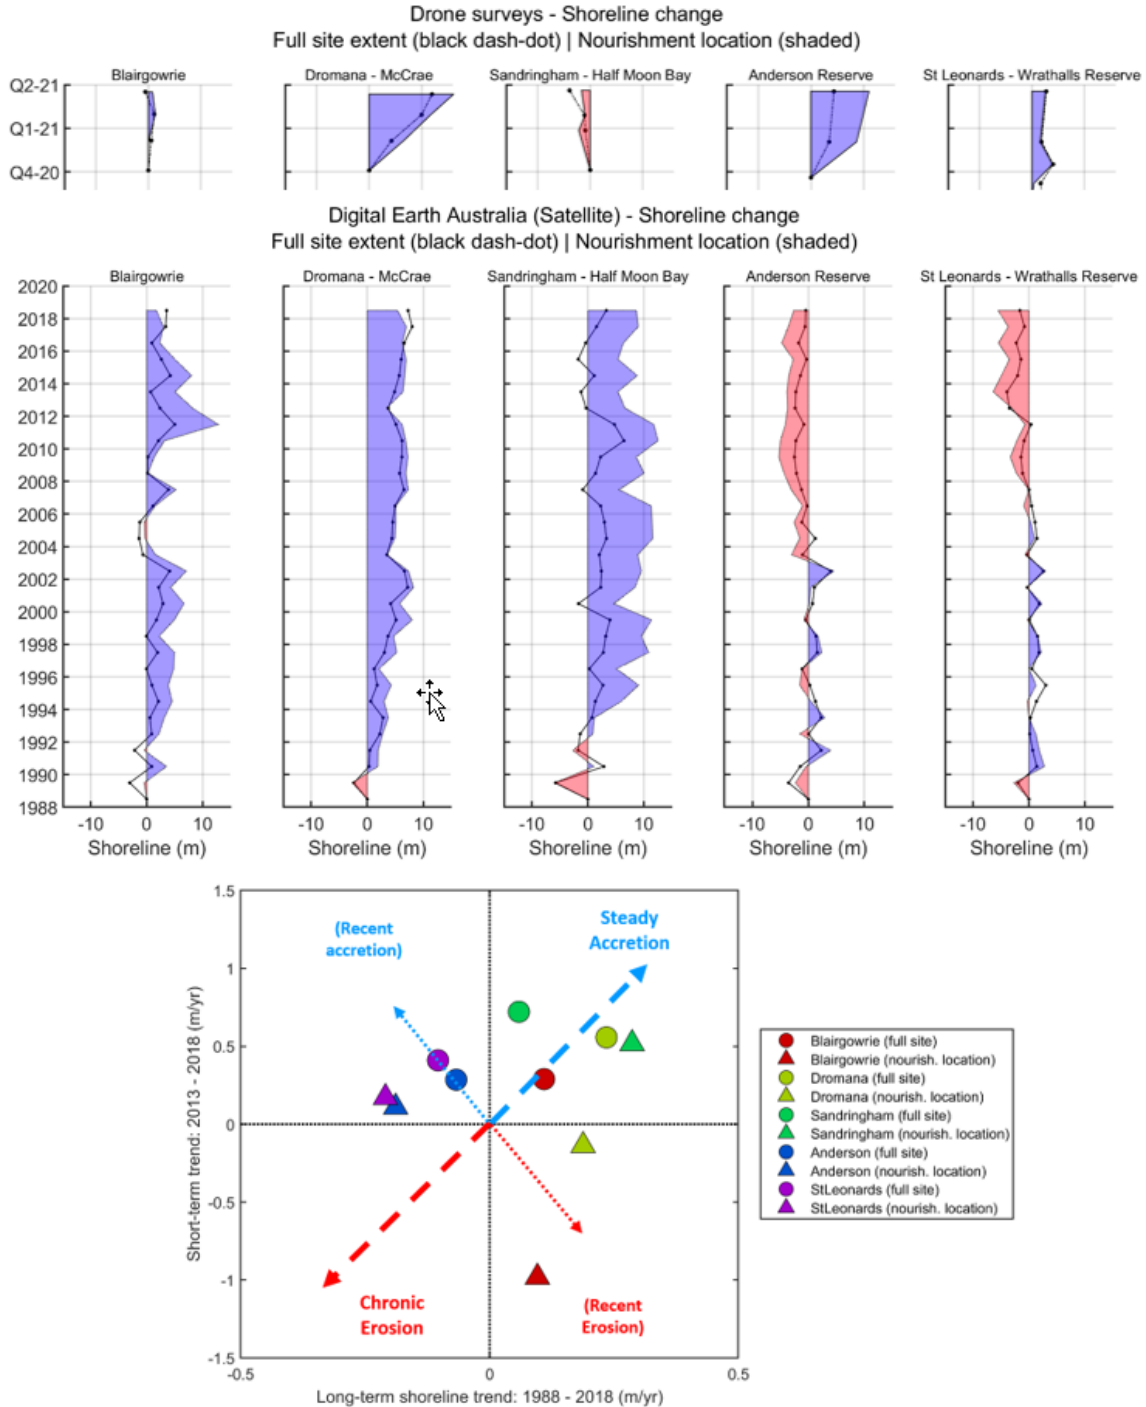 Drone surveys - Shoreline change
Full site extent (black dash-dot) | Nourishment location (shaded)
Blairgowrie
Dromana - McCrae
Sandringham - Half Moon Bay
Anderson Reserve
St Leonards - Wrathalls Reserve
Q2-21
Q1-21
Q4-20
Digital Earth Australia (Satellite) - Shoreline change
Full site extent (black dash-dot) | Nourishment location (shaded)
Blairgowrie
Dromana - McCrae
Sandringham - Half Moon Bay
Anderson Reserve
St Leonards - Wrathalls Reserve
2020
2018
2016
2014
2012
2010
2008
2006
2004
2002
2000
1998
1996
1994
1992
1990
1988
-10 0 10
-10 0 10
-10 0 10
-10 0 10
-10 0 10
Shoreline (m)
Shoreline (m)
Shoreline (m)
Shoreline (m)
Shoreline (m)
Short-term trend: 2013 - 2018 (m/yr)
1.5
1
0.5
0
-0.5
-1
-1.5
(Recent
accretion)
Steady
Accretion
Chronic
Erosion
(Recent
Erosion)
-0.5 0 0.5
Long-term shoreline trend: 1988 - 2018 (m/yr)
Blairgowrie (full site)
Blairgowrie (nourish. location)
Dromana (full site)
Dromana (nourish. location)
Sandringham (full site)
Sandringham (nourish. location)
Anderson (full site)
Anderson (nourish. location)
StLeonards (full site)
StLeonards (nourish. location)